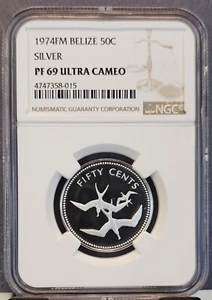 1974FM BELIZE 50C
SILVER
PF 69 ULTRA CAMEO
4747358-015
NUMISMATIC GUARANTY CORPORATION
NGC
FIFTY CENTS